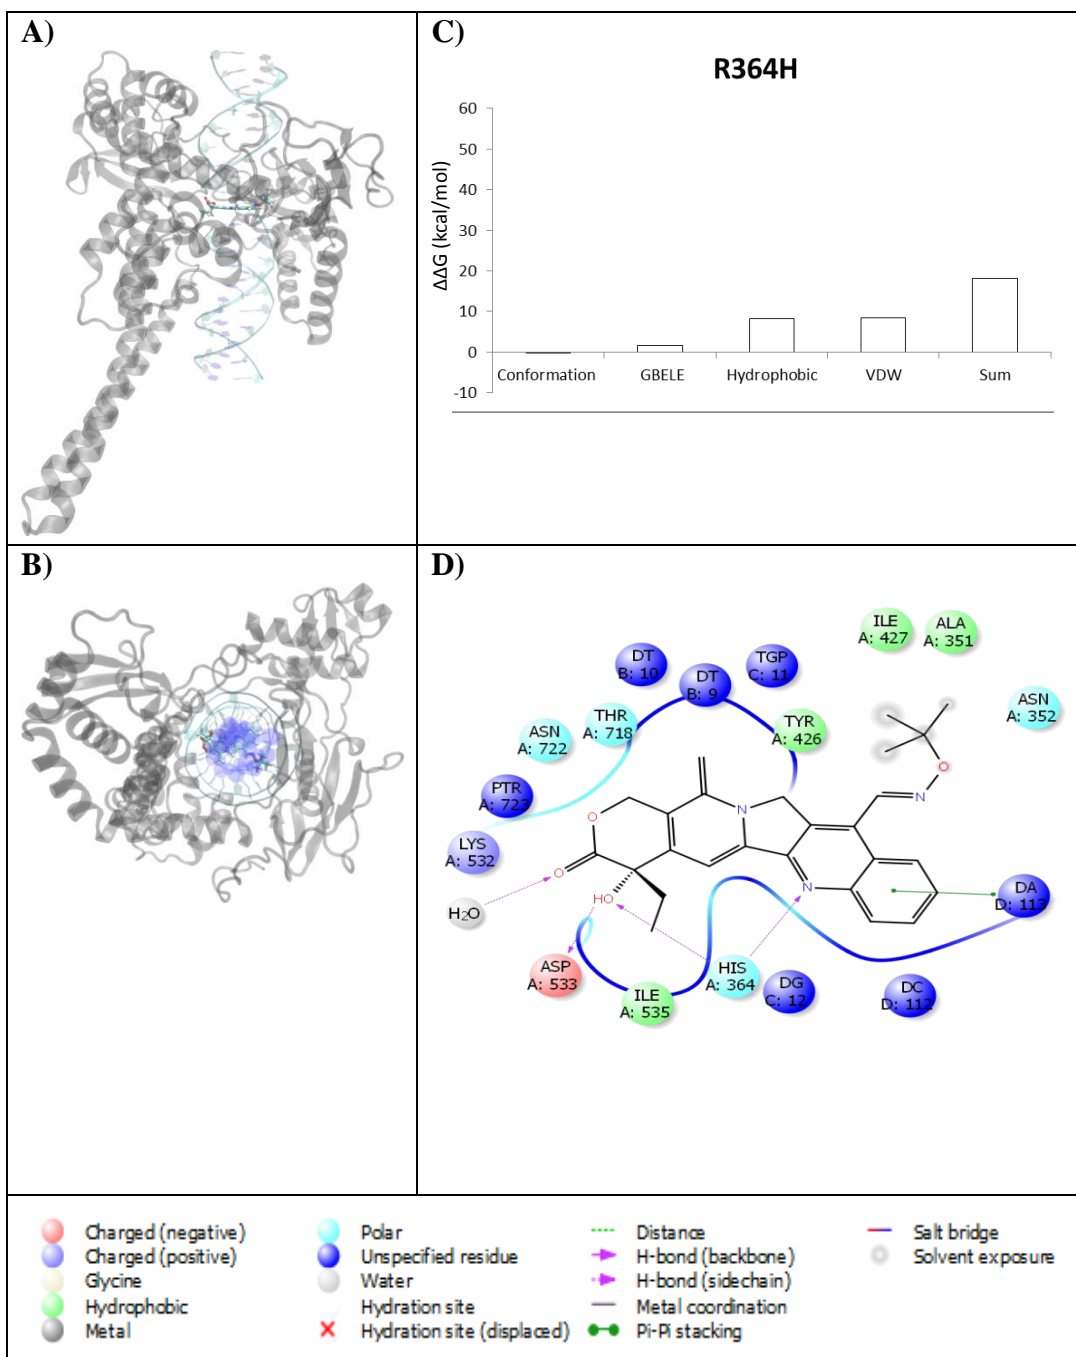 A)
C)
R364H
ΔΔG (kcal/mol)
60
50
40
30
20
10
0
-10
Conformation GBELE Hydrophobic VDW Sum
B)
D)
ILE
A: 427
ALA
A: 351
DT
B: 10
DT
B: 9
TGP
C: 11
ASN
A: 352
ASN
A: 722
THR
A: 718
TYR
A: 426
PTR
A: 723
LYS
A: 532
H2O
O
O
N
N
O
N
HO
DA
D: 113
ASP
A: 533
ILE
A: 535
HIS
A: 364
DG
C: 12
DC
D: 112
Charged (negative)
Charged (positive)
Glycine
Hydrophobic
Metal
Polar
Unspecified residue
Water
Hydration site
Hydration site (displaced)
Distance
H-bond (backbone)
H-bond (sidechain)
Metal coordination
Pi-Pi stacking
Salt bridge
Solvent exposure